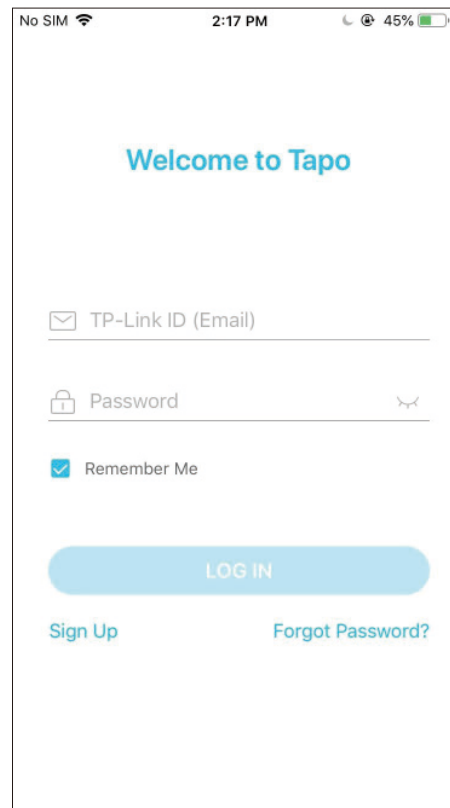 No SIM 2:17 PM 45%
Welcome to Tapo
TP-Link ID (Email)
Password
Remember Me
LOG IN
Sign Up Forgot Password?